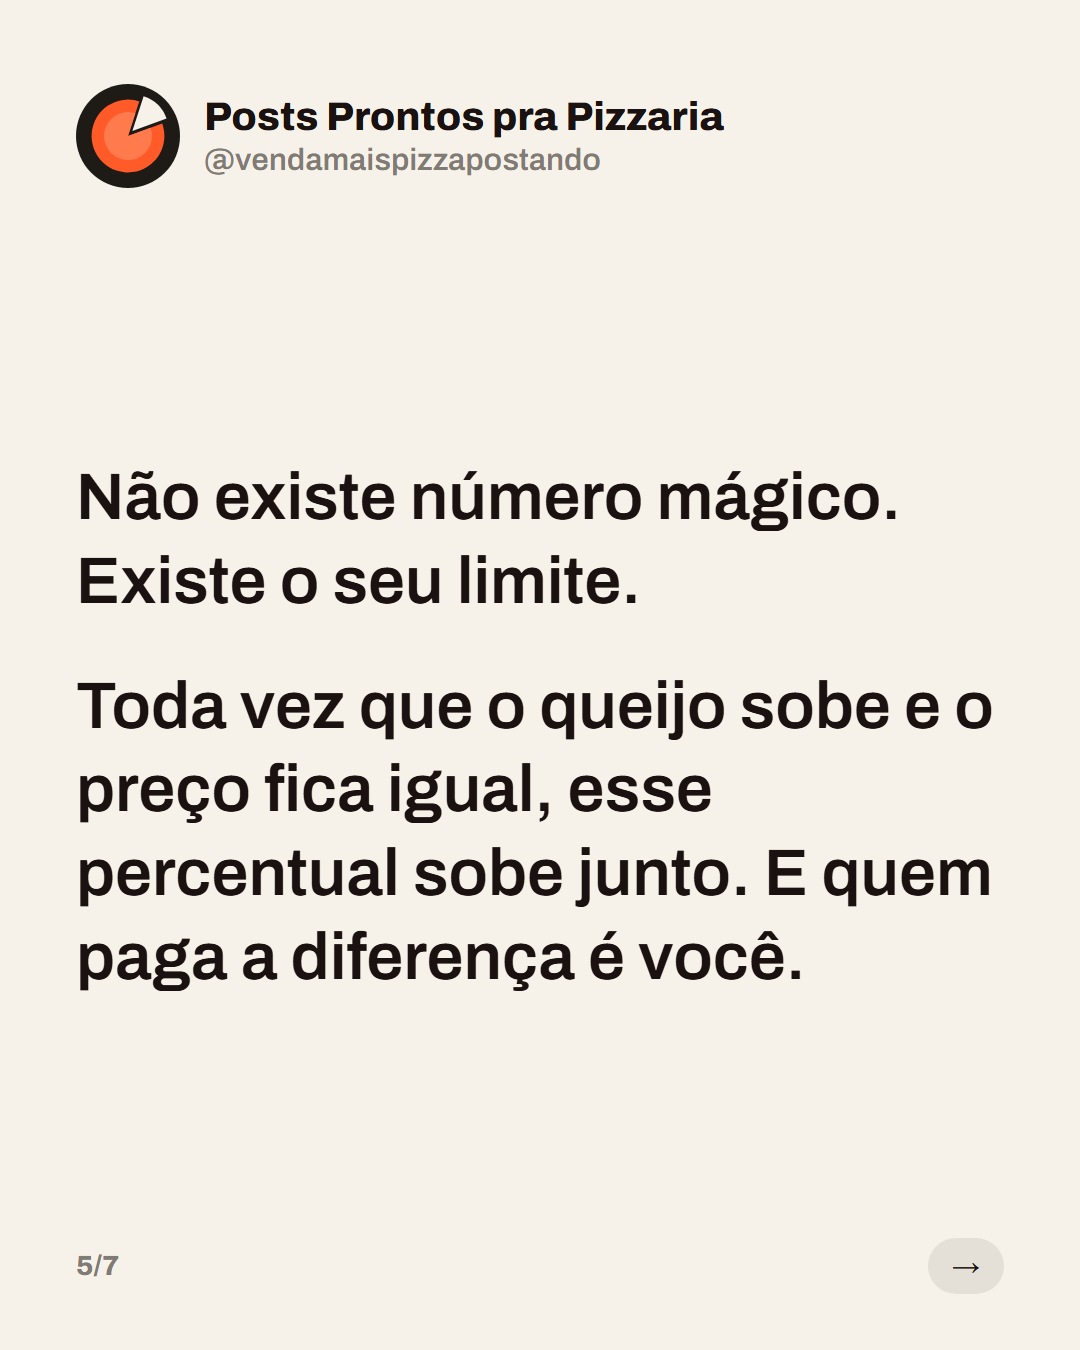 Posts Prontos pra Pizzaria
@vendamaispizzapostando
Não existe número mágico.
Existe o seu limite.
Toda vez que o queijo sobe e o
preço fica igual, esse
percentual sobe junto. E quem
paga a diferença é você.
5/7
→